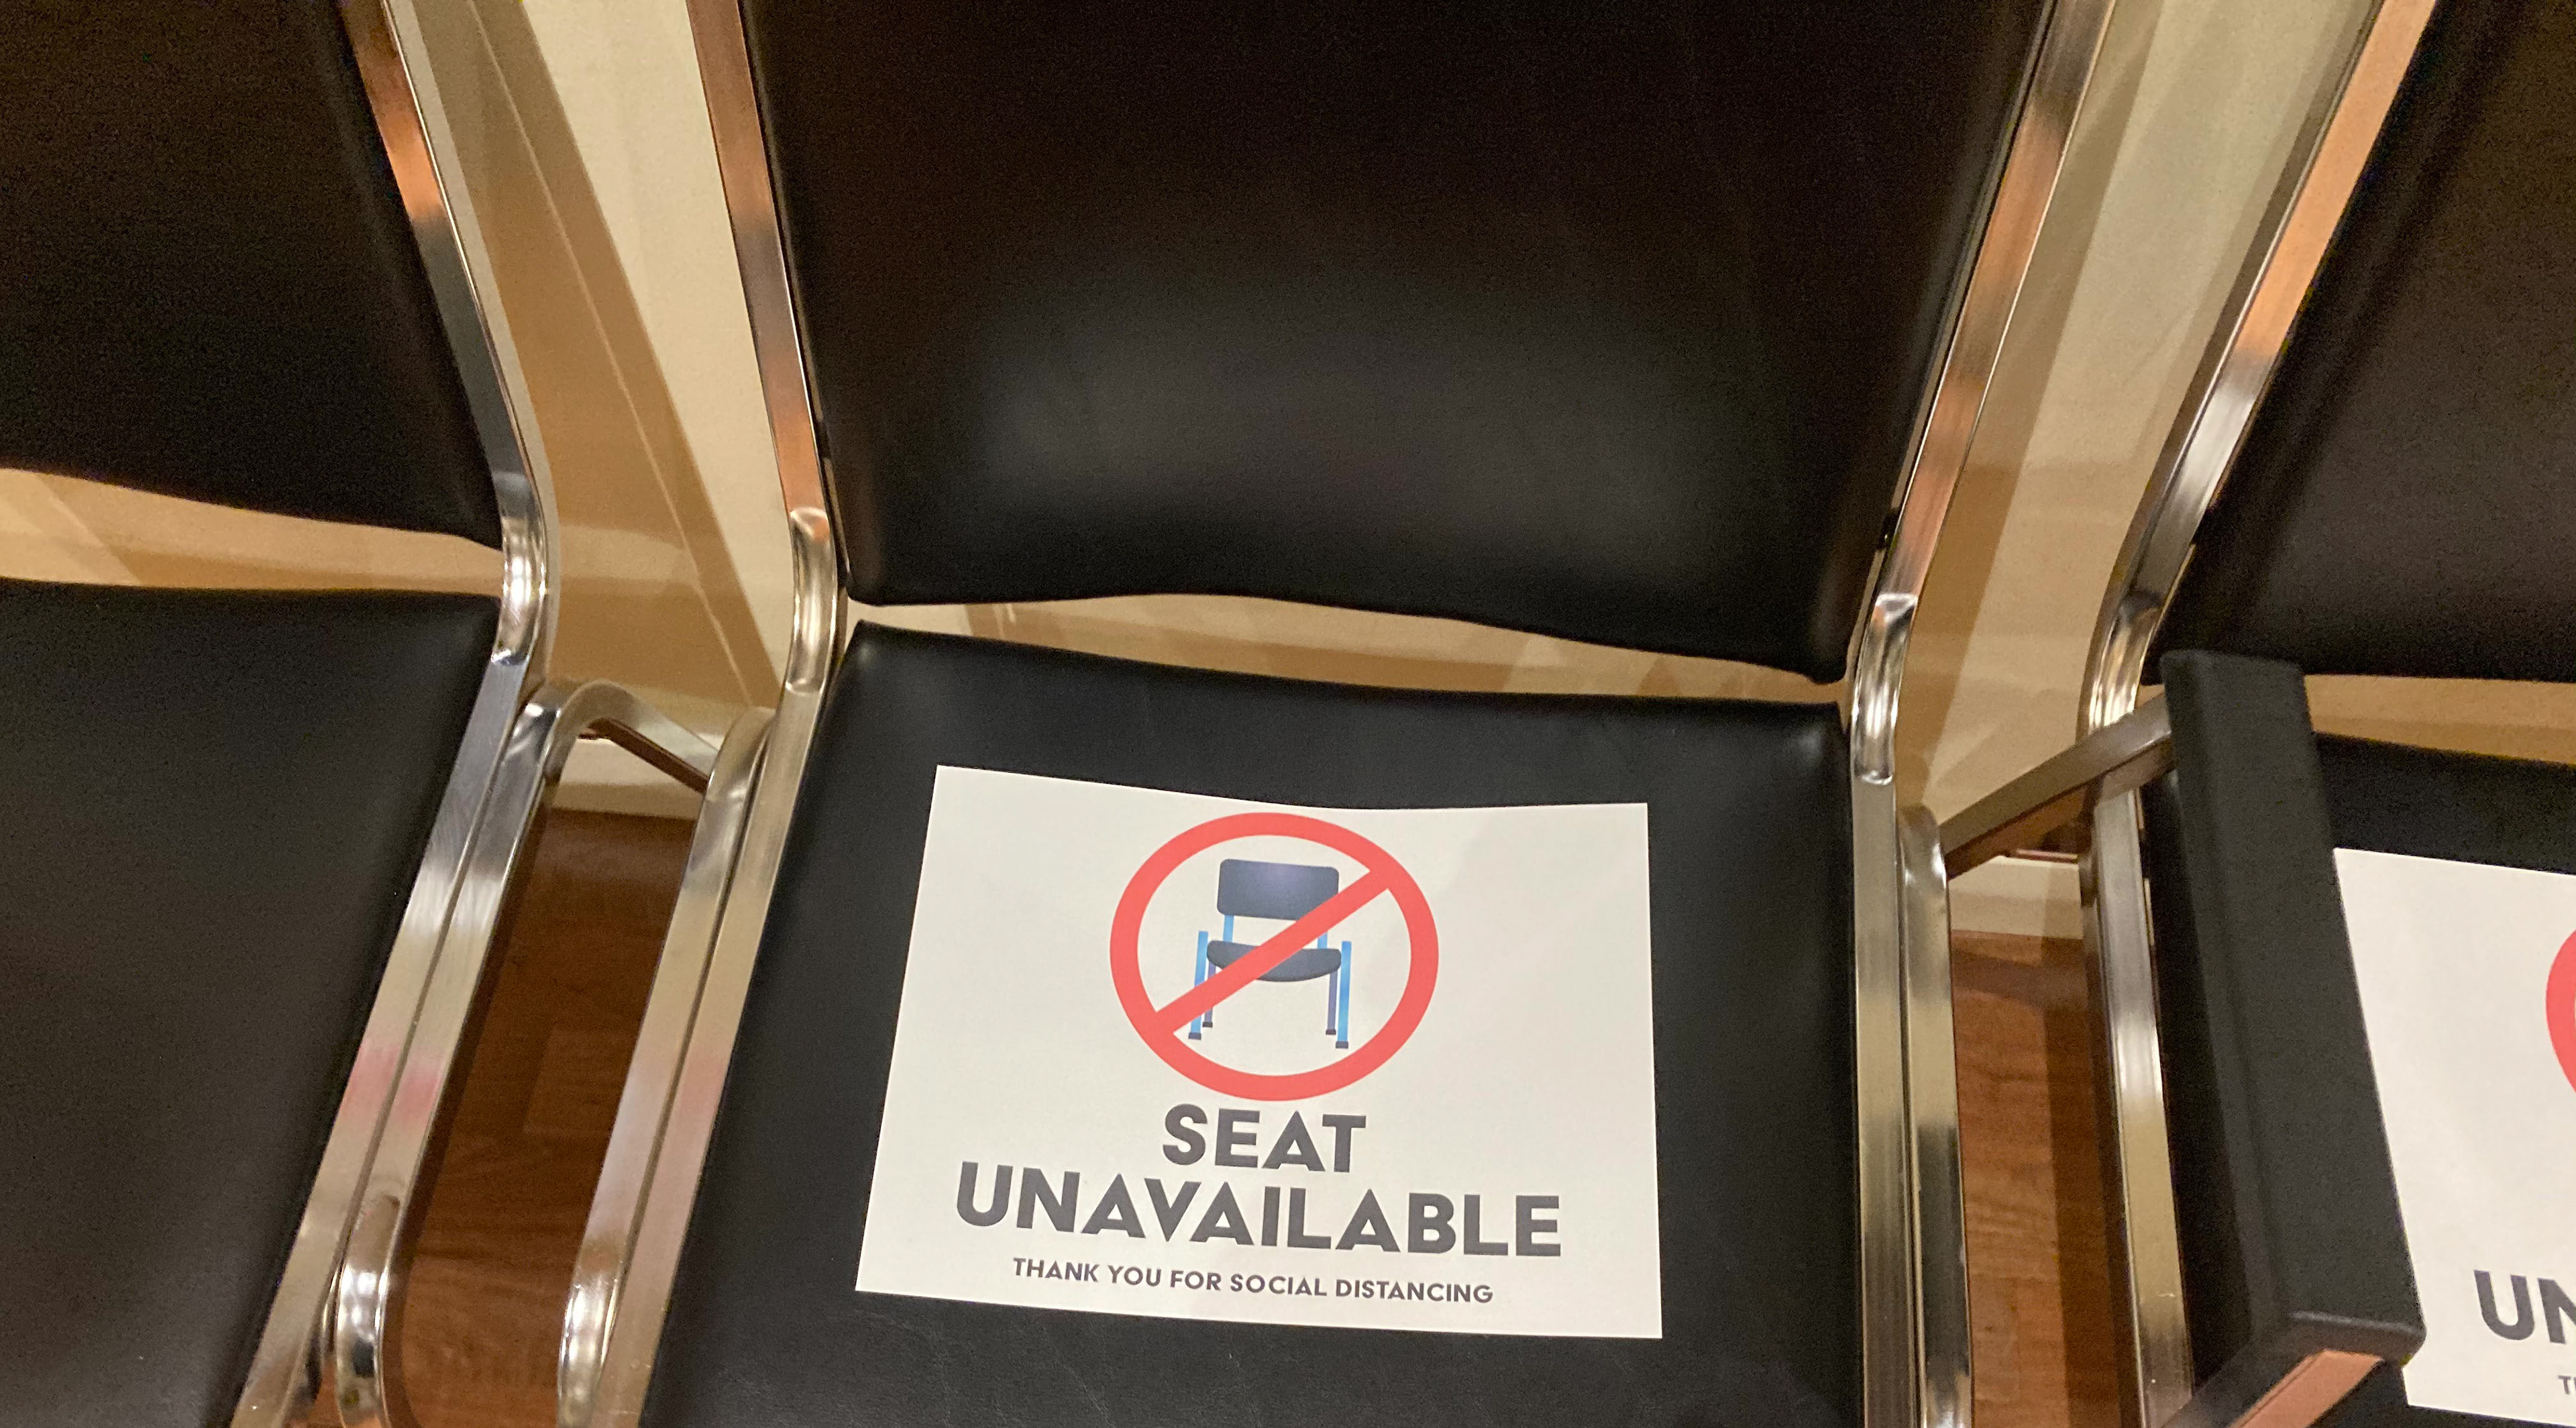 SEAT
UNAVAILABLE
THANK YOU FOR SOCIAL DISTANCING
UN